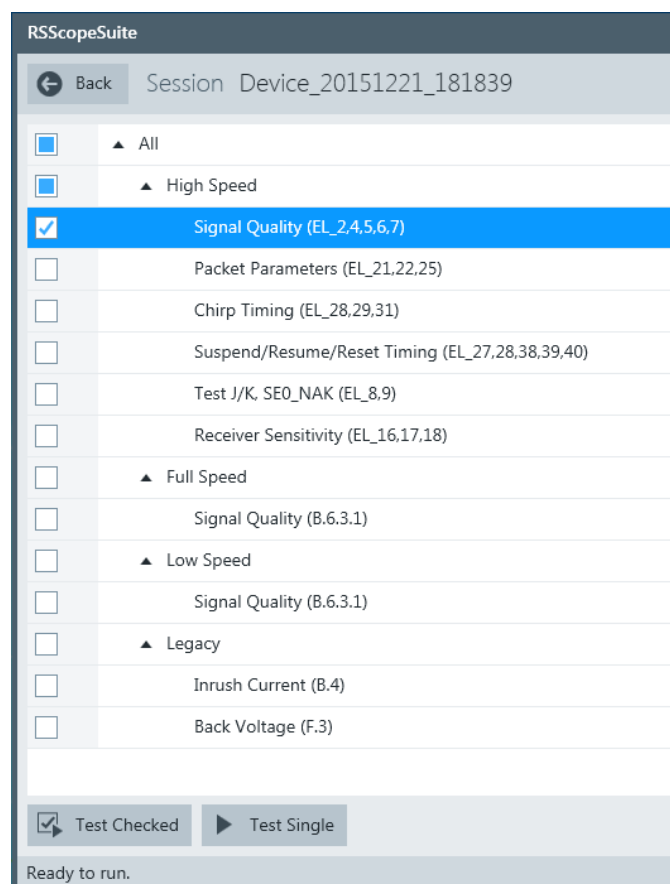 RSScopeSuite
Back Session Device_20151221_181839
All
High Speed
Signal Quality (EL_2,4,5,6,7)
Packet Parameters (EL_21,22,25)
Chirp Timing (EL_28,29,31)
Suspend/Resume/Reset Timing (EL_27,28,38,39,40)
Test J/K, SE0_NAK (EL_8,9)
Receiver Sensitivity (EL_16,17,18)
Full Speed
Signal Quality (B.6.3.1)
Low Speed
Signal Quality (B.6.3.1)
Legacy
Inrush Current (B.4)
Back Voltage (F.3)
Test Checked Test Single
Ready to run.